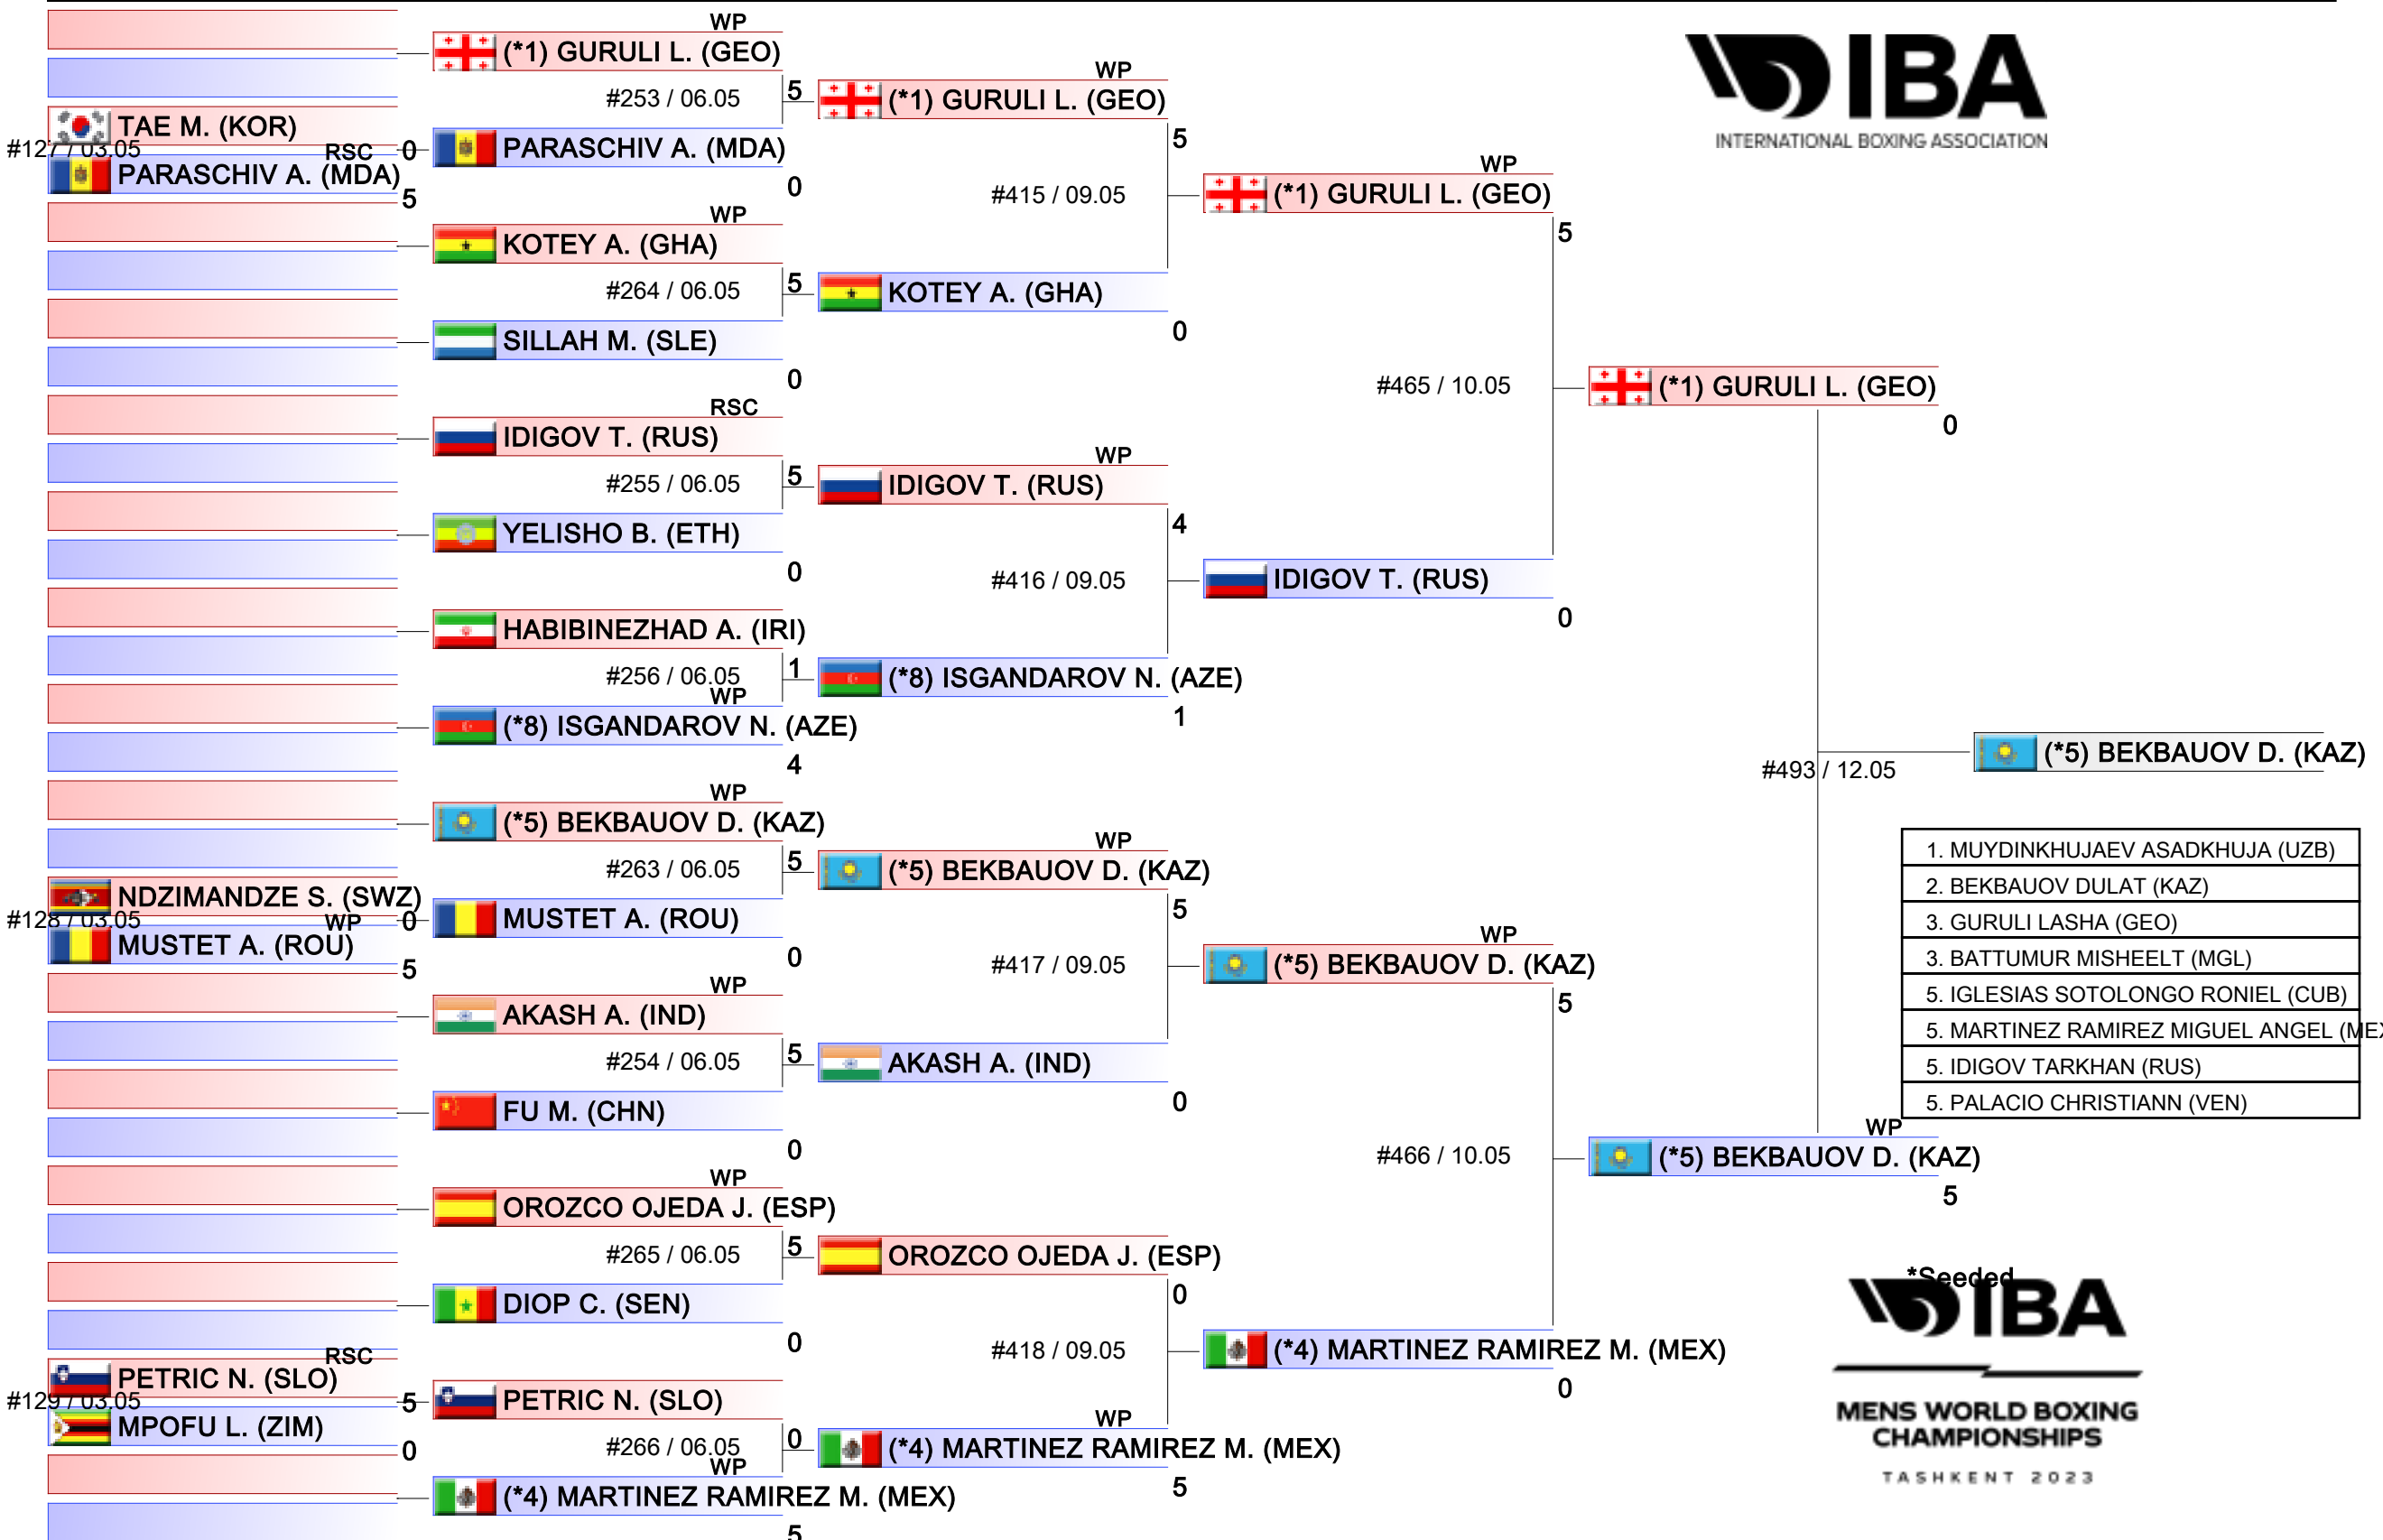 TAE M. (KOR)
#127 / 03.05
RSC
0
PARASCHIV A. (MDA)
5
NDZIMANDZE S. (SWZ)
#128 / 03.05
WP
0
MUSTET A. (ROU)
5
RSC
PETRIC N. (SLO)
#129 / 03.05
5
MPOFU L. (ZIM)
0
WP
(*1) GURULI L. (GEO)
#253 / 06.05
5
PARASCHIV A. (MDA)
0
WP
KOTEY A. (GHA)
#264 / 06.05
5
SILLAH M. (SLE)
0
RSC
IDIGOV T. (RUS)
#255 / 06.05
5
YELISHO B. (ETH)
0
HABIBINEZHAD A. (IRI)
#256 / 06.05
1
WP
(*8) ISGANDAROV N. (AZE)
4
WP
(*5) BEKBAUOV D. (KAZ)
#263 / 06.05
5
MUSTET A. (ROU)
0
WP
AKASH A. (IND)
#254 / 06.05
5
FU M. (CHN)
0
WP
OROZCO OJEDA J. (ESP)
#265 / 06.05
5
DIOP C. (SEN)
0
PETRIC N. (SLO)
#266 / 06.05
0
WP
(*4) MARTINEZ RAMIREZ M. (MEX)
5
WP
(*1) GURULI L. (GEO)
5
#415 / 09.05
KOTEY A. (GHA)
0
WP
IDIGOV T. (RUS)
4
#416 / 09.05
(*8) ISGANDAROV N. (AZE)
1
WP
(*5) BEKBAUOV D. (KAZ)
5
#417 / 09.05
AKASH A. (IND)
0
OROZCO OJEDA J. (ESP)
0
#418 / 09.05
WP
(*4) MARTINEZ RAMIREZ M. (MEX)
5
WP
(*1) GURULI L. (GEO)
5
#465 / 10.05
IDIGOV T. (RUS)
0
WP
(*5) BEKBAUOV D. (KAZ)
5
#466 / 10.05
(*4) MARTINEZ RAMIREZ M. (MEX)
0
(*1) GURULI L. (GEO)
0
#493 / 12.05
WP
(*5) BEKBAUOV D. (KAZ)
5
(*5) BEKBAUOV D. (KAZ)
IBA
INTERNATIONAL BOXING ASSOCIATION
1. MUYDINKHUJAEV ASADKHUJA (UZB)
2. BEKBAUOV DULAT (KAZ)
3. GURULI LASHA (GEO)
3. BATTUMUR MISHEELT (MGL)
5. IGLESIAS SOTOLONGO RONIEL (CUB)
5. MARTINEZ RAMIREZ MIGUEL ANGEL (MEX
5. IDIGOV TARKHAN (RUS)
5. PALACIO CHRISTIANN (VEN)
*Seeded
IBA
MENS WORLD BOXING
CHAMPIONSHIPS
TASHKENT 2023